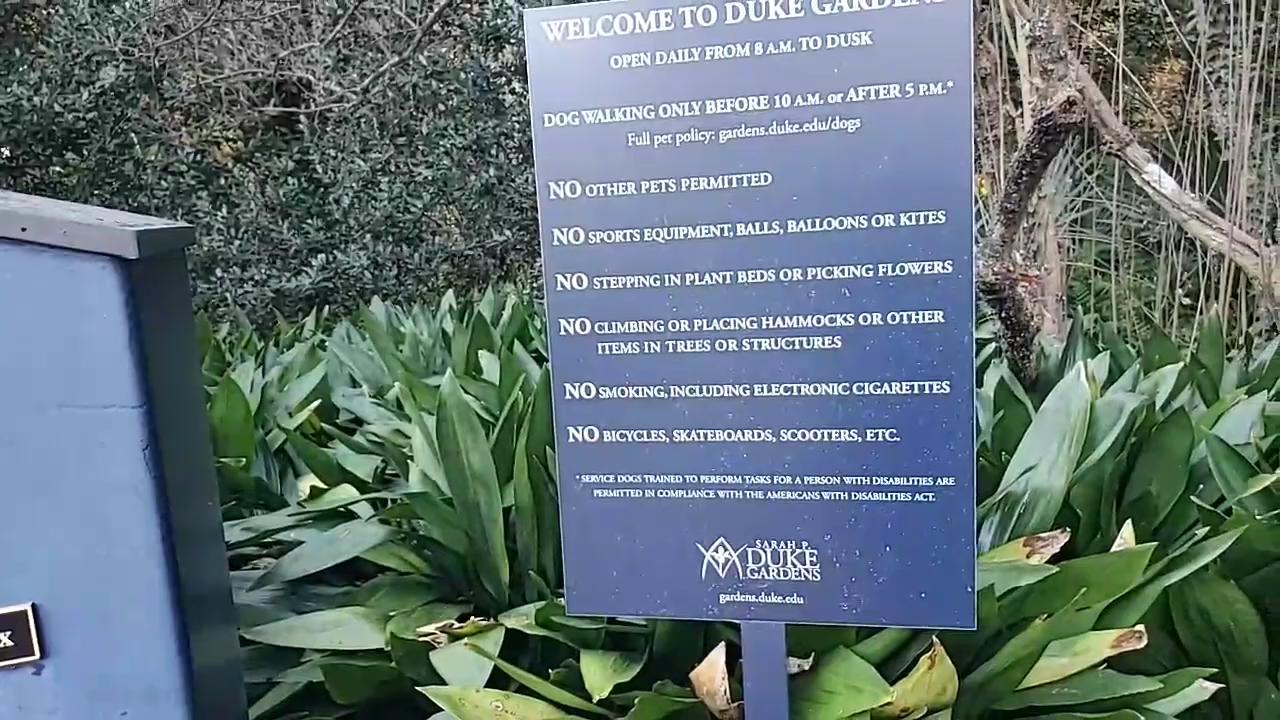 WELCOME TO DUKE GARDENS
OPEN DAILY FROM 8 A.M. TO DUSK
DOG WALKING ONLY BEFORE 10 A.M. or AFTER 5 P.M.*
Full pet policy: gardens.duke.edu/dogs
NO OTHER PETS PERMITTED
NO SPORTS EQUIPMENT, BALLS, BALLOONS OR KITES
NO STEPPING IN PLANT BEDS OR PICKING FLOWERS
NO CLIMBING OR PLACING HAMMOCKS OR OTHER
ITEMS IN TREES OR STRUCTURES
NO SMOKING, INCLUDING ELECTRONIC CIGARETTES
NO BICYCLES, SKATEBOARDS, SCOOTERS, ETC.
* SERVICE DOGS TRAINED TO PERFORM TASKS FOR A PERSON WITH DISABILITIES ARE
PERMITTED IN COMPLIANCE WITH THE AMERICANS WITH DISABILITIES ACT.
SARAH P.
DUKE
GARDENS
gardens.duke.edu